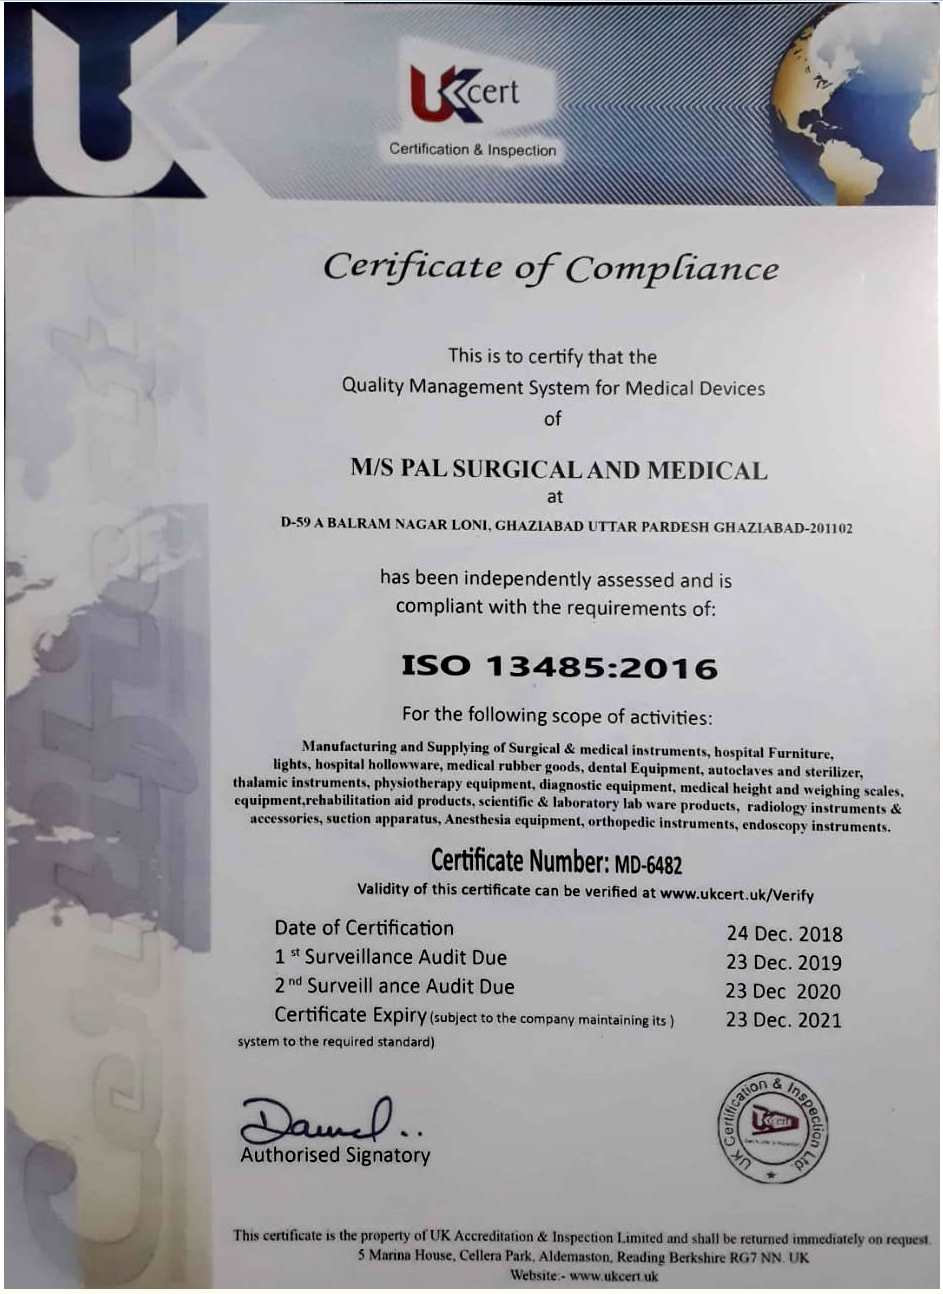 UK
UKcert
Certification & Inspection
Cerificate of Compliance
This is to certify that the
Quality Management System for Medical Devices
of
M/S PAL SURGICAL AND MEDICAL
at
D-59 A BALRAM NAGAR LONI, GHAZIABAD UTTAR PARDESH GHAZIABAD-201102
has been independently assessed and is
compliant with the requirements of:
ISO 13485:2016
For the following scope of activities:
Manufacturing and Supplying of Surgical & medical instruments, hospital Furniture,
lights, hospital hollowware, medical rubber goods, dental Equipment, autoclaves and sterilizer,
thalamic instruments, physiotherapy equipment, diagnostic equipment, medical height and weighing scales,
equipment,rehabilitation aid products, scientific & laboratory lab ware products, radiology instruments &
accessories, suction apparatus, Anesthesia equipment, orthopedic instruments, endoscopy instruments.
Certificate Number: MD-6482
Validity of this certificate can be verified at www.ukcert.uk/Verify
Date of Certification 24 Dec. 2018
1 st Surveillance Audit Due 23 Dec. 2019
2 nd Surveill ance Audit Due 23 Dec 2020
Certificate Expiry (subject to the company maintaining its ) 23 Dec. 2021
system to the required standard)
Authorised Signatory
UK Certification & Inspection Ltd.
UKcert
This certificate is the property of UK Accreditation & Inspection Limited and shall be returned immediately on request.
5 Marina House, Cellera Park, Aldemaston, Reading Berkshire RG7 NN. UK
Website:- www.ukcert.uk